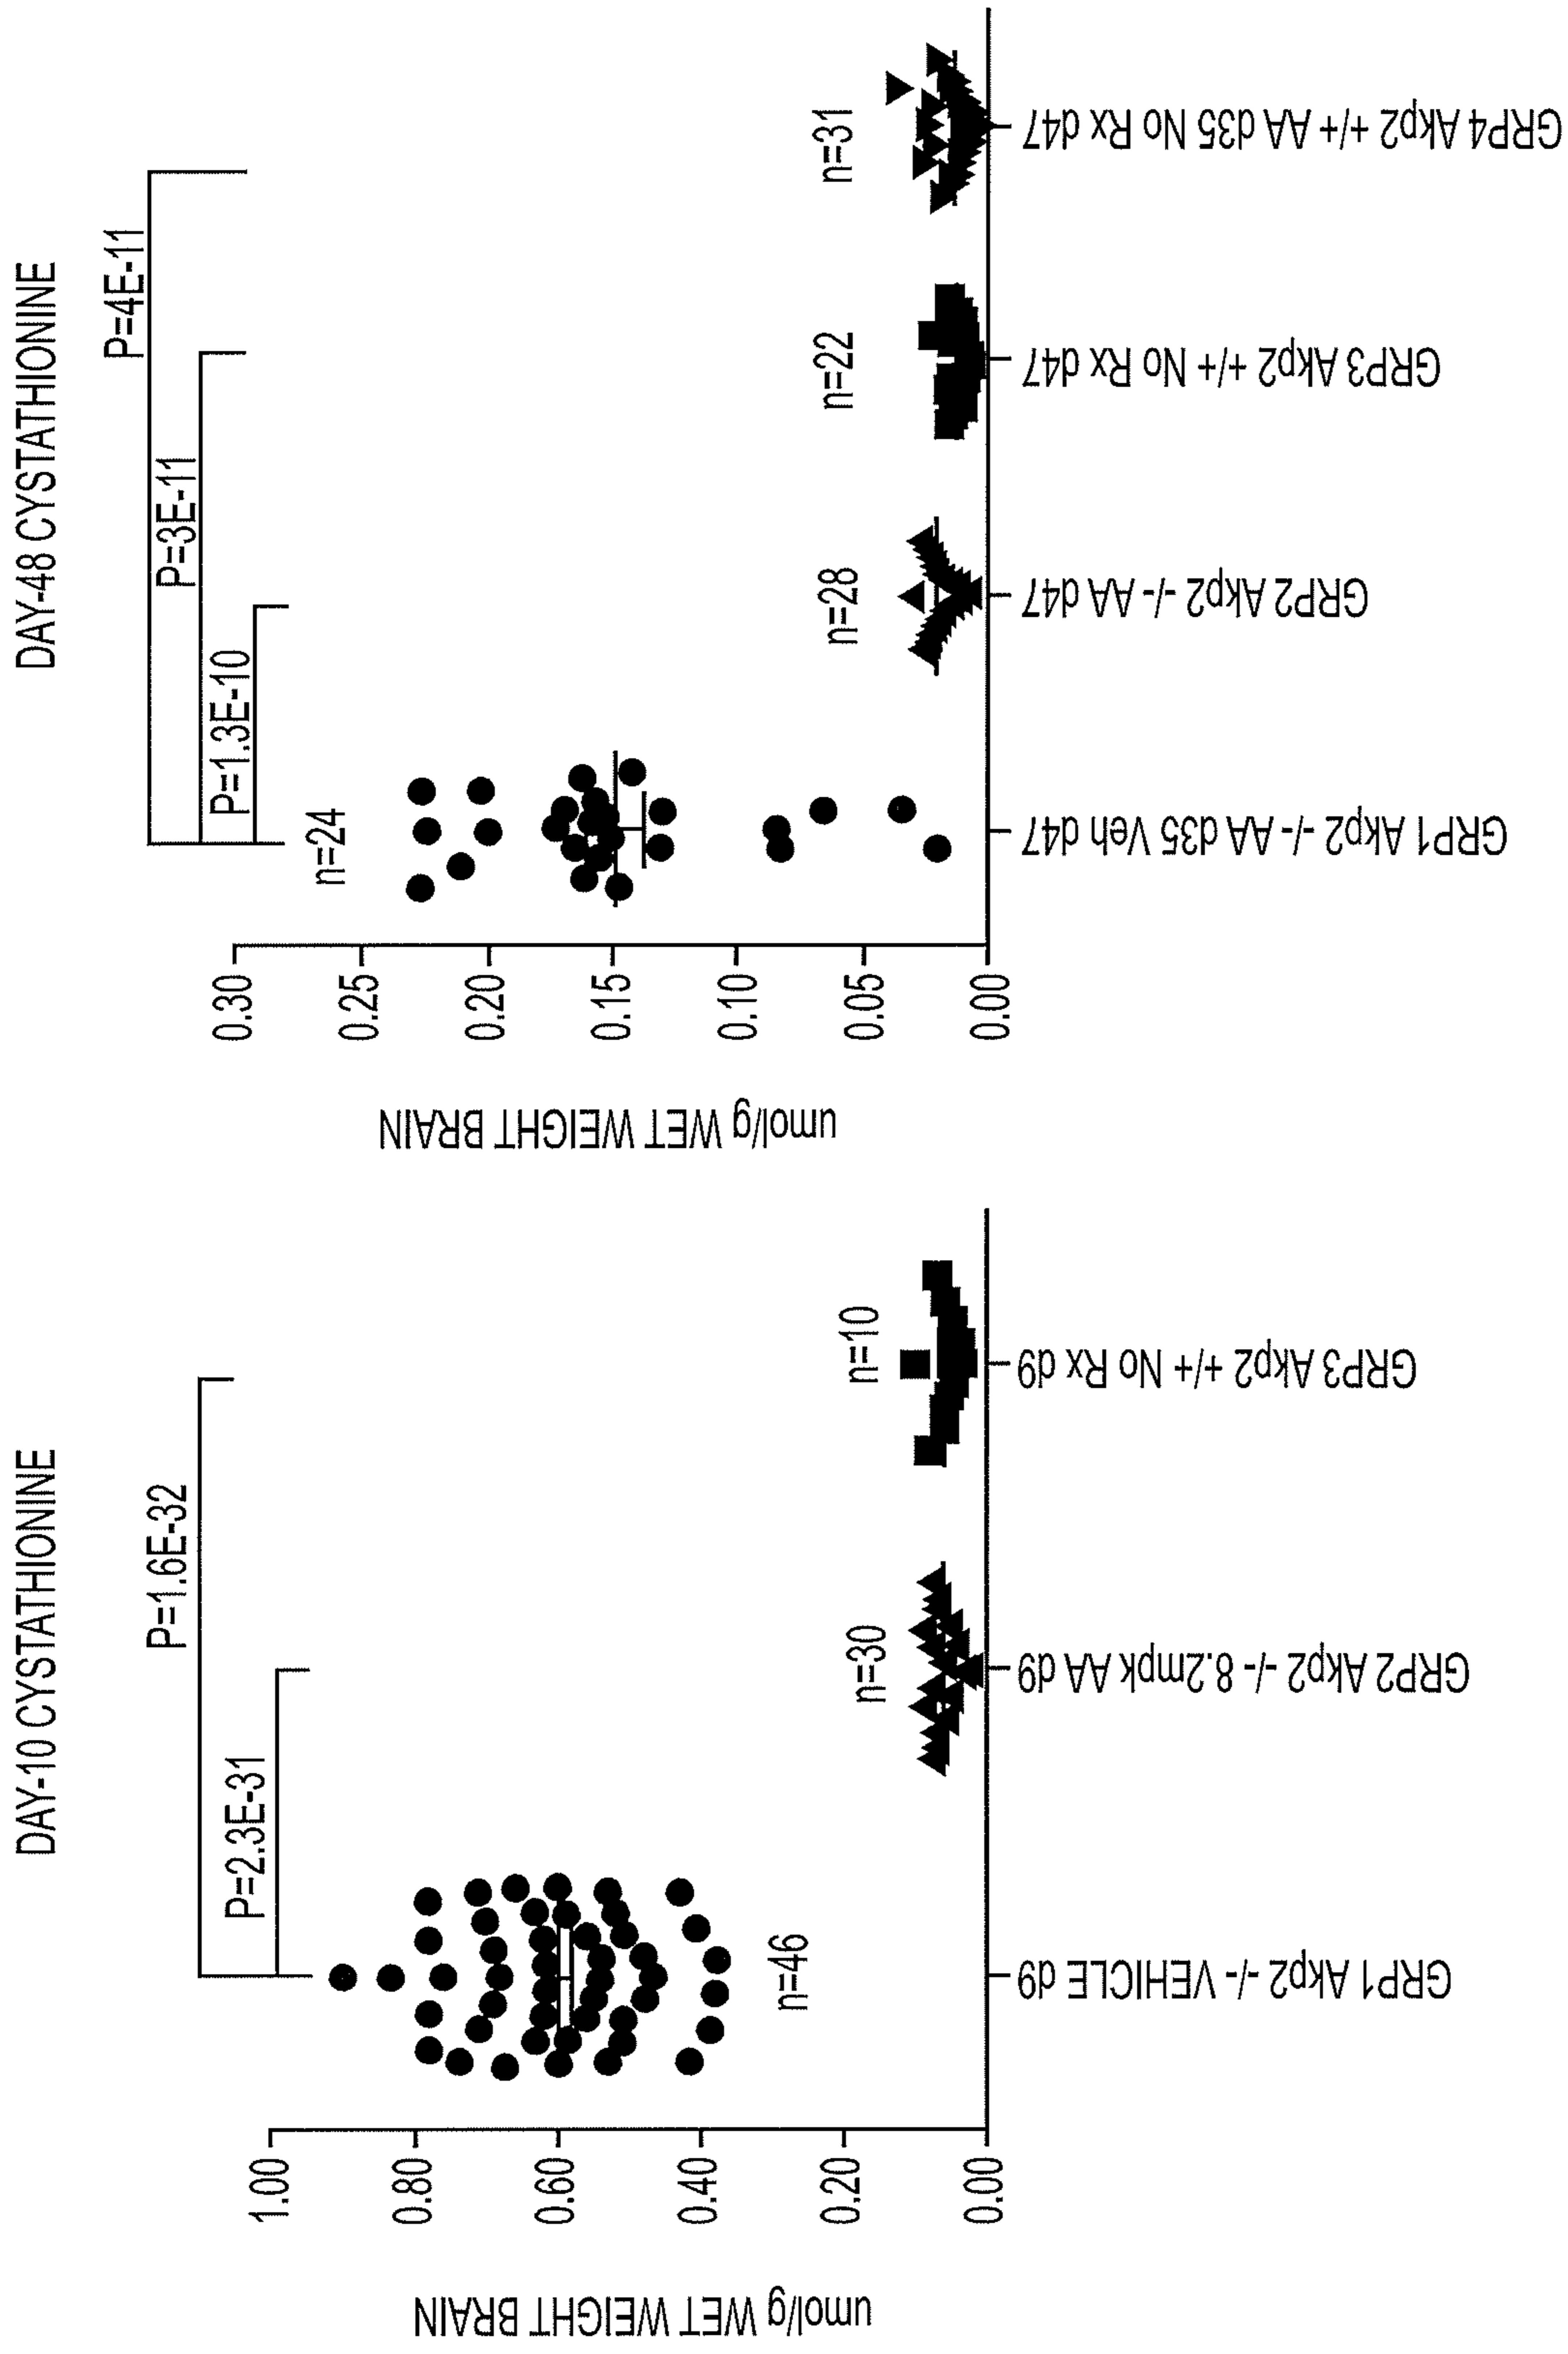 DAY-10 CYSTATHIONINE
P=1.6E-32
P=2.3E-31
1.00
0.80
0.60
0.40
0.20
0.00
umol/g WET WEIGHT BRAIN
n=46
n=30
n=10
GRP1 Akp2 -/- VEHICLE d9
GRP2 Akp2 -/- 8.2mpk AA d9
GRP3 Akp2 +/+ No Rx d9
DAY-48 CYSTATHIONINE
P=4E-11
P=3E-11
P=1.3E-10
0.30
0.25
0.20
0.15
0.10
0.05
0.00
umol/g WET WEIGHT BRAIN
n=24
n=28
n=22
n=31
GRP1 Akp2 -/- AA d35 Veh d47
GRP2 Akp2 -/- AA d47
GRP3 Akp2 +/+ No Rx d47
GRP4 Akp2 +/+ AA d35 No Rx d47